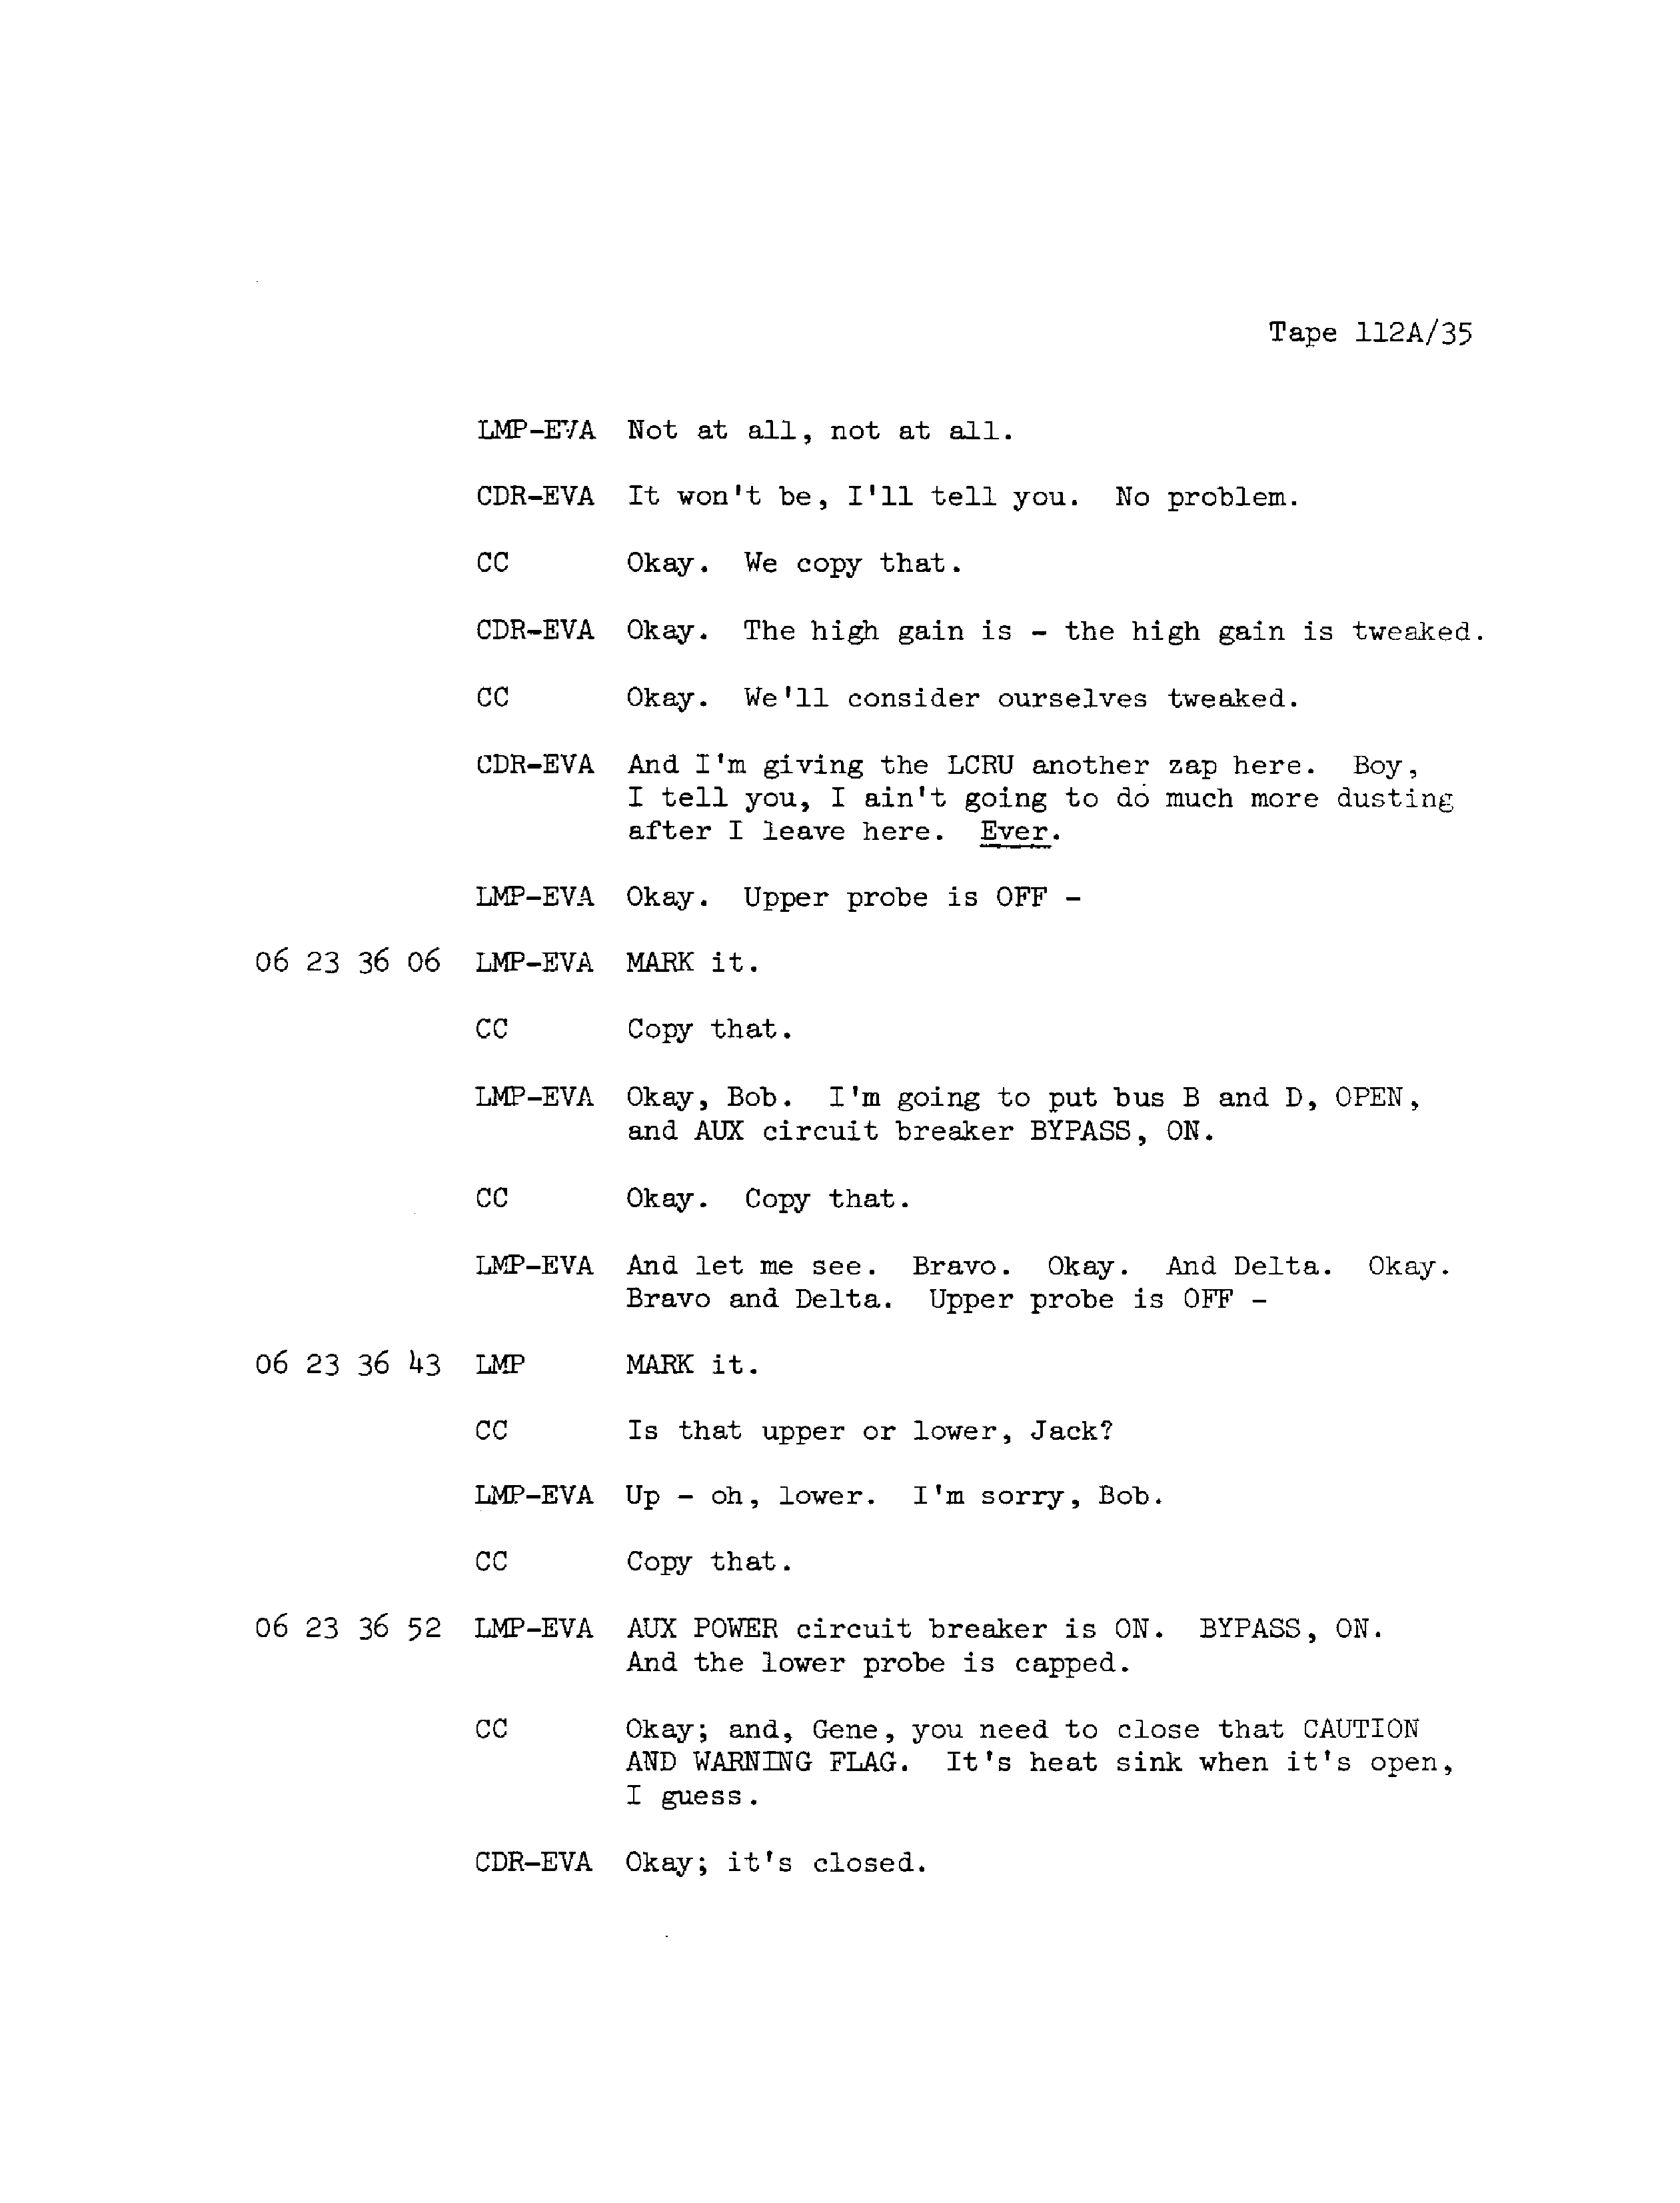 Tape 112A/35
LMP-EVA Not at all, not at all.
CDR-EVA It won't be, I'll tell you. No problem.
CC Okay. We copy that.
CDR-EVA Okay. The high gain is - the high gain is tweaked.
CC Okay. We'll consider ourselves tweaked.
CDR-EVA And I'm giving the LCRU another zap here. Boy,
I tell you, I ain't going to do much more dusting
after I leave here. Ever.
LMP-EVA Okay. Upper probe is OFF -
06 23 36 06 LMP-EVA MARK it.
CC Copy that.
LMP-EVA Okay, Bob. I'm going to put bus B and D, OPEN,
and AUX circuit breaker BYPASS, ON.
CC Okay. Copy that.
LMP-EVA And let me see. Bravo. Okay. And Delta. Okay.
Bravo and Delta. Upper probe is OFF -
06 23 36 43 LMP MARK it.
CC Is that upper or lower, Jack?
LMP-EVA Up - oh, lower. I'm sorry, Bob.
CC Copy that.
06 23 36 52 LMP-EVA AUX POWER circuit breaker is ON. BYPASS, ON.
And the lower probe is capped.
CC Okay; and, Gene, you need to close that CAUTION
AND WARNING FLAG. It's heat sink when it's open,
I guess.
CDR-EVA Okay; it's closed.